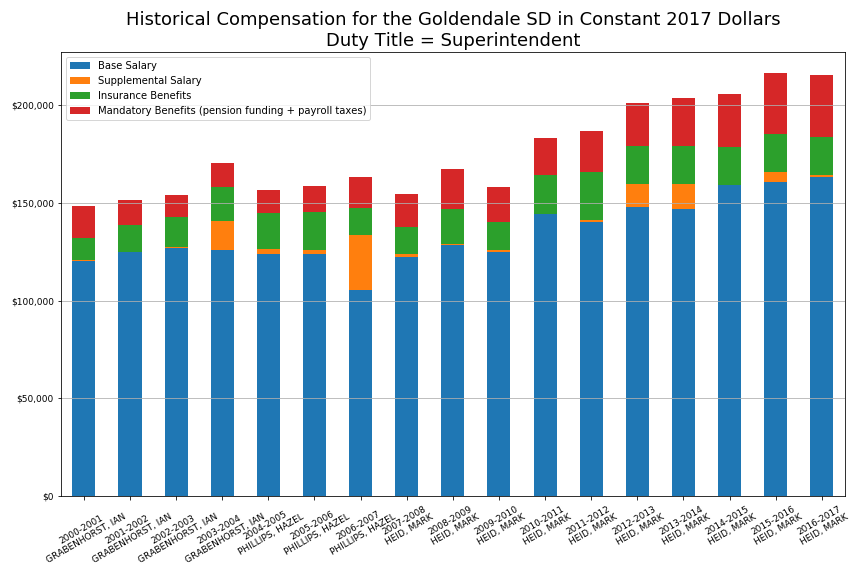 Historical Compensation for the Goldendale SD in Constant 2017 Dollars
Duty Title = Superintendent
Base Salary
Supplemental Salary
Insurance Benefits
Mandatory Benefits (pension funding + payroll taxes)
$200,000
$150,000
$100,000
$50,000
$0
2000-2001
GRABENHORST, IAN
2001-2002
GRABENHORST, IAN
2002-2003
GRABENHORST, IAN
2003-2004
GRABENHORST, IAN
2004-2005
PHILLIPS, HAZEL
2005-2006
PHILLIPS, HAZEL
2006-2007
PHILLIPS, HAZEL
2007-2008
HEID, MARK
2008-2009
HEID, MARK
2009-2010
HEID, MARK
2010-2011
HEID, MARK
2011-2012
HEID, MARK
2012-2013
HEID, MARK
2013-2014
HEID, MARK
2014-2015
HEID, MARK
2015-2016
HEID, MARK
2016-2017
HEID, MARK